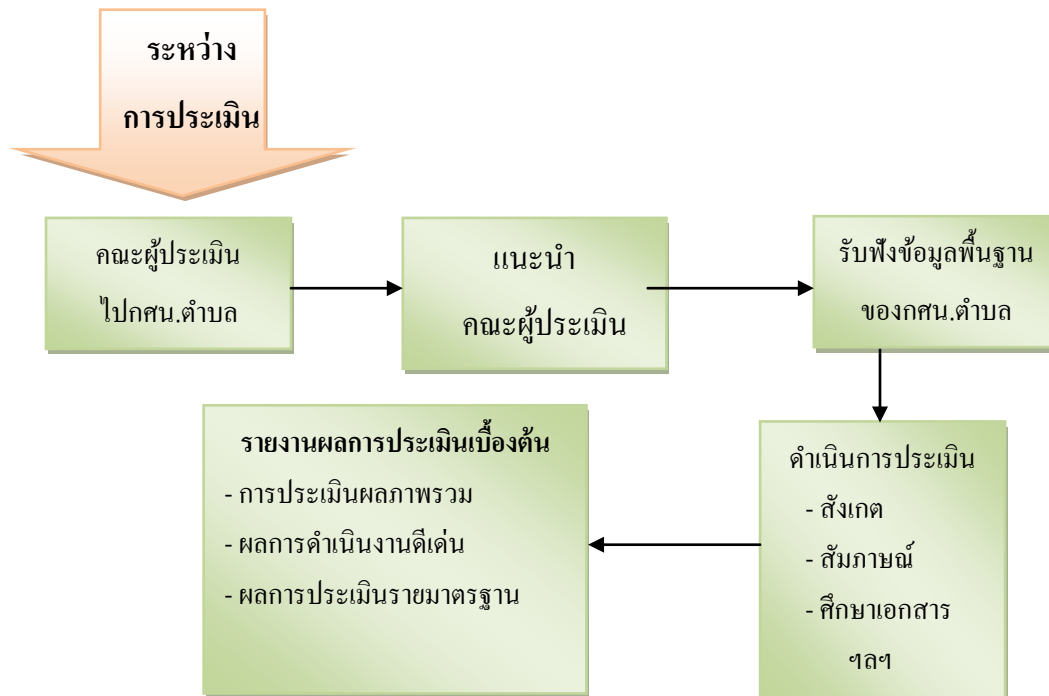 ระหว่าง
การประเมิน
คณะผู้ประเมิน
ไปกศน.ตำบล
แนะนำ
คณะผู้ประเมิน
รับฟังข้อมูลพื้นฐาน
ของกศน.ตำบล
ดำเนินการประเมิน
- สังเกต
- สัมภาษณ์
- ศึกษาเอกสาร
ฯลฯ
รายงานผลการประเมินเบื้องต้น
- การประเมินผลภาพรวม
- ผลการดำเนินงานดีเด่น
- ผลการประเมินรายมาตรฐาน